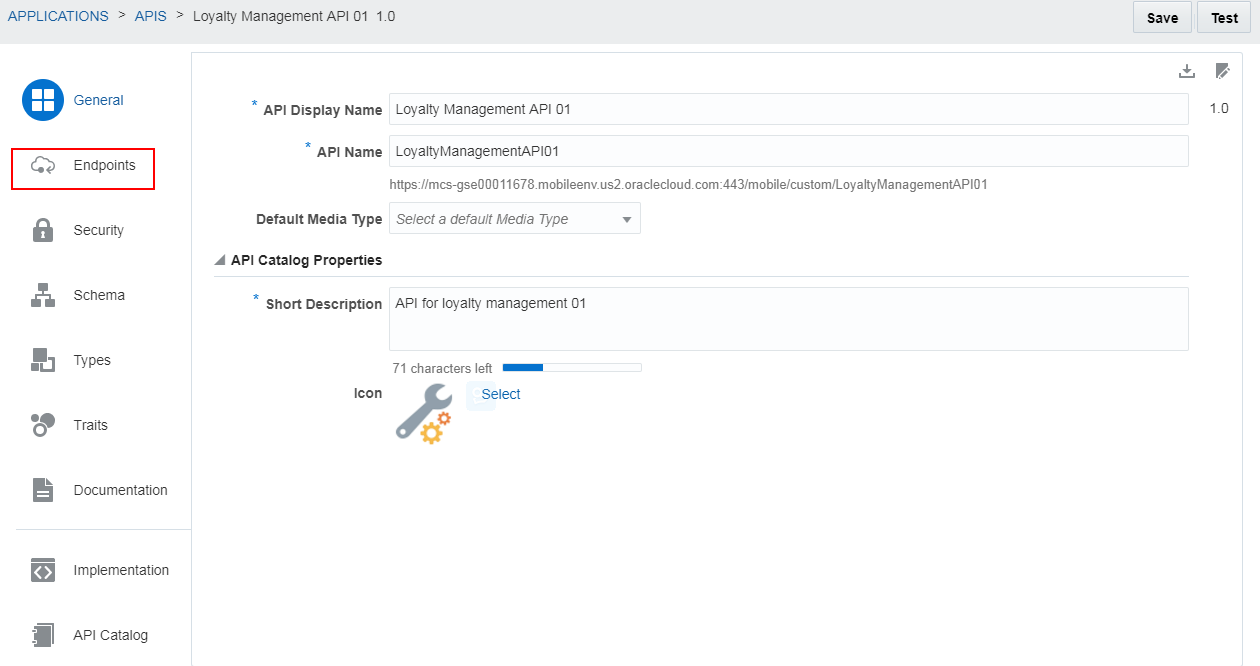 APPLICATIONS > APIS > Loyalty Management API 01 1.0
Save
Test
General
Endpoints
Security
Schema
Types
Traits
Documentation
Implementation
API Catalog
* API Display Name
Loyalty Management API 01
1.0
* API Name
LoyaltyManagementAPI01
https://mcs-gse00011678.mobileenv.us2.oraclecloud.com:443/mobile/custom/LoyaltyManagementAPI01
Default Media Type
Select a default Media Type
API Catalog Properties
* Short Description
API for loyalty management 01
71 characters left
Icon
Select